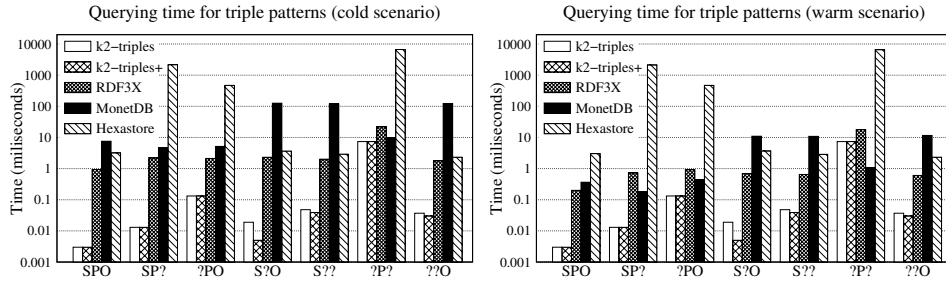 Querying time for triple patterns (cold scenario)
Time (miliseconds)
10000
1000
100
10
1
0.1
0.01
0.001
k2-triples
k2-triples+
RDF3X
MonetDB
Hexastore
SPO SP? ?PO S?O S?? ?P? ??O
Querying time for triple patterns (warm scenario)
Time (miliseconds)
10000
1000
100
10
1
0.1
0.01
0.001
k2-triples
k2-triples+
RDF3X
MonetDB
Hexastore
SPO SP? ?PO S?O S?? ?P? ??O